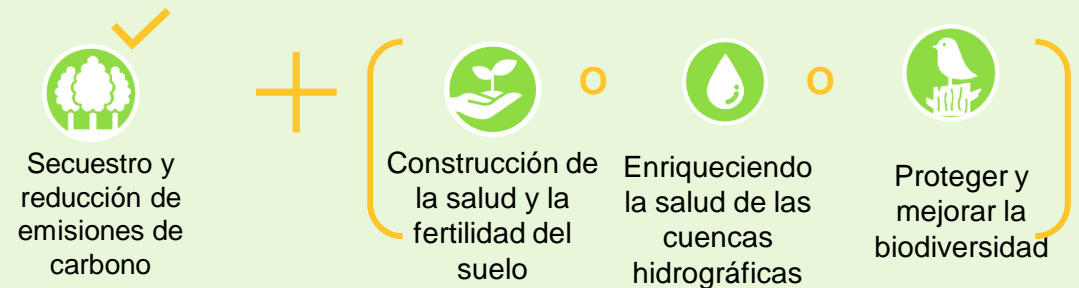 Secuestro y
reducción de
emisiones de
carbono
Construcción de
la salud y la
fertilidad del
suelo
o
Enriqueciendo
la salud de las
cuencas
hidrográficas
o
Proteger y
mejorar la
biodiversidad